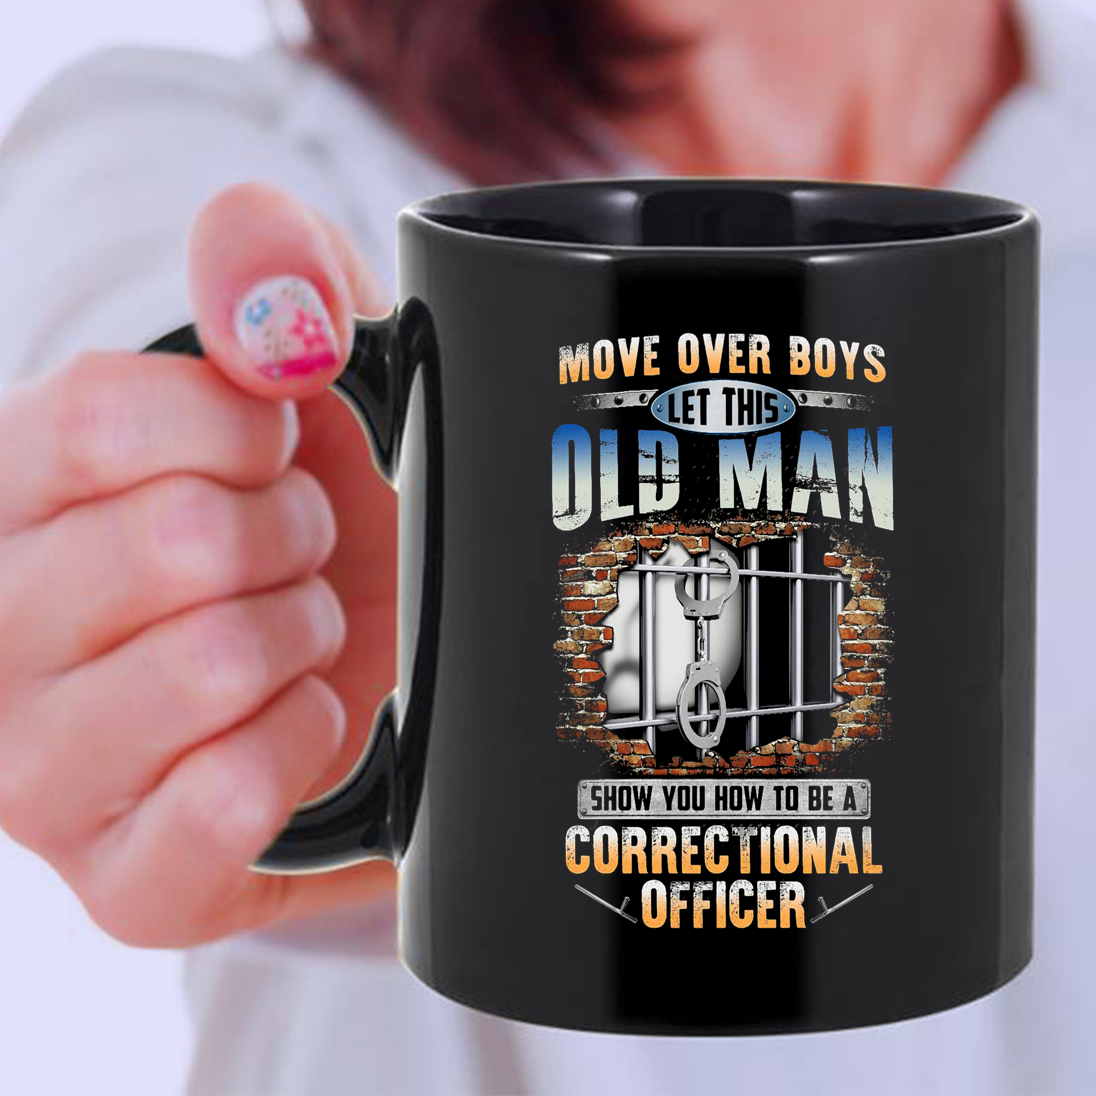 MOVE OVER BOYS
LET THIS
OLD MAN
SHOW YOU HOW TO BE A
CORRECTIONAL
OFFICER